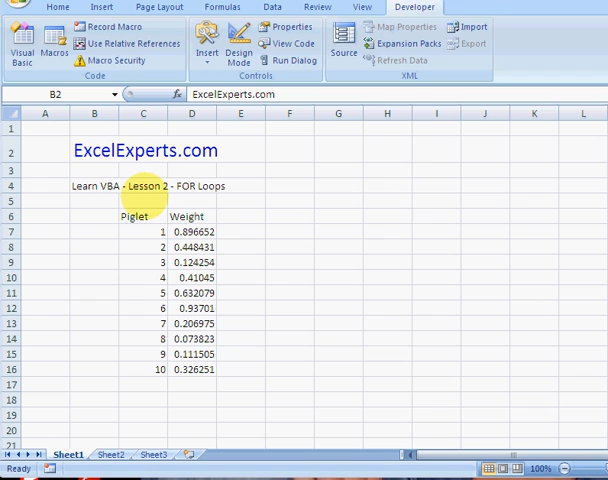 Home Insert Page Layout Formulas Data Review View Developer
Visual Basic
Macros
Record Macro
Use Relative References
Macro Security
Code
Insert
Design Mode
Properties
View Code
Run Dialog
Controls
Source
Map Properties
Expansion Packs
Refresh Data
Import
Export
XML
B2 fx ExcelExperts.com
A B C D E F G H I J K L
1
2 ExcelExperts.com
3
4 Learn VBA - Lesson 2 - FOR Loops
5
6 Piglet Weight
7 1 0.896652
8 2 0.448431
9 3 0.124254
10 4 0.41045
11 5 0.632079
12 6 0.93701
13 7 0.206975
14 8 0.073823
15 9 0.111505
16 10 0.326251
17
18
19
20
21
Sheet1 Sheet2 Sheet3
Ready 100%